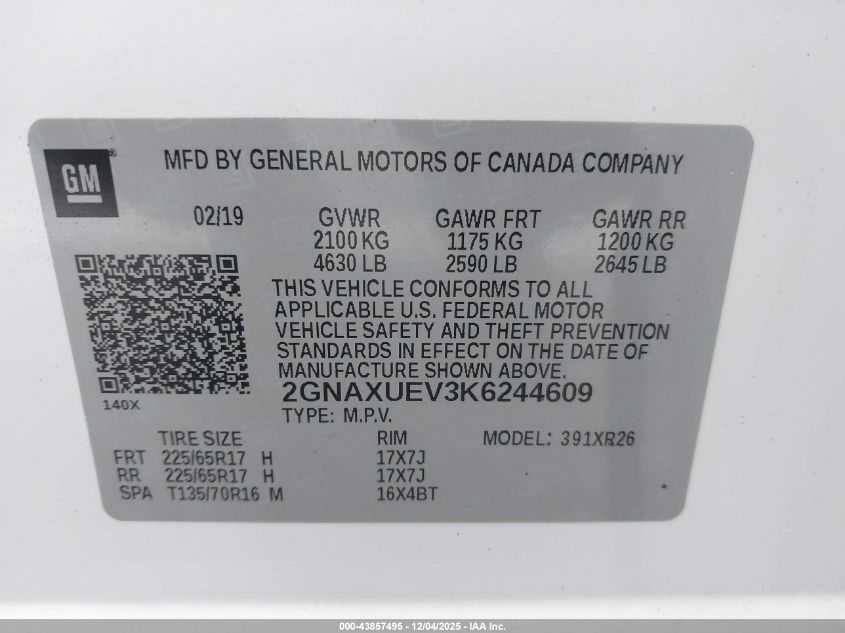 GM®
MFD BY GENERAL MOTORS OF CANADA COMPANY
02/19 GVWR GAWR FRT GAWR RR
2100 KG 1175 KG 1200 KG
4630 LB 2590 LB 2645 LB
THIS VEHICLE CONFORMS TO ALL
APPLICABLE U.S. FEDERAL MOTOR
VEHICLE SAFETY AND THEFT PREVENTION
STANDARDS IN EFFECT ON THE DATE OF
MANUFACTURE SHOWN ABOVE.
2GNAXUEV3K6244609
140X
TYPE: M.P.V.
TIRE SIZE RIM MODEL: 391XR26
FRT 225/65R17 H 17X7J
RR 225/65R17 H 17X7J
SPA T135/70R16 M 16X4BT
000-43857495 - 12/04/2025 - IAA Inc.